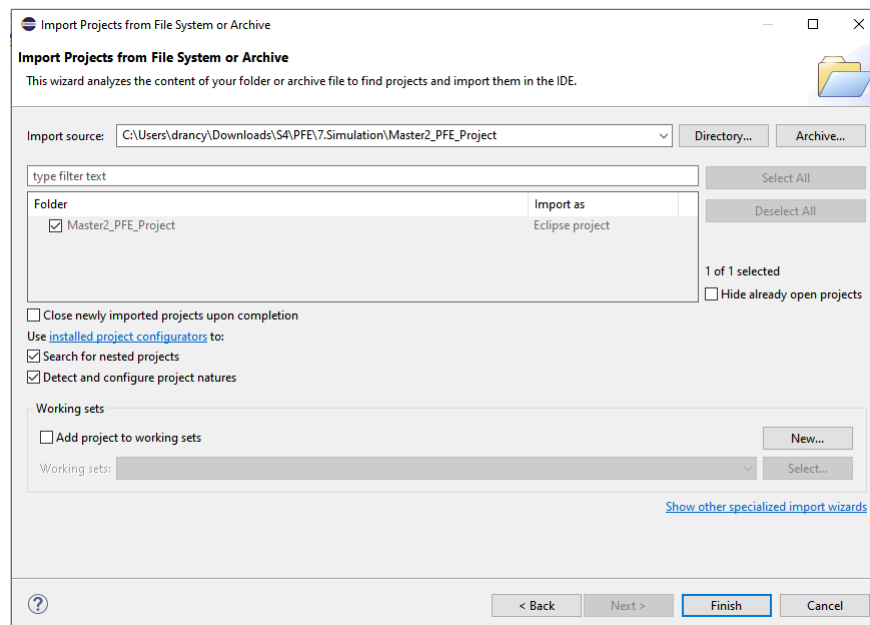 Import Projects from File System or Archive
Import Projects from File System or Archive
This wizard analyzes the content of your folder or archive file to find projects and import them in the IDE.
Import source: C:\Users\drancy\Downloads\S4\PFE\7.Simulation\Master2_PFE_Project Directory... Archive...
type filter text Select All
Folder Import as Deselect All
Master2_PFE_Project Eclipse project
1 of 1 selected
Hide already open projects
Close newly imported projects upon completion
Use installed project configurators to:
Search for nested projects
Detect and configure project natures
Working sets
Add project to working sets New...
Working sets: Select...
Show other specialized import wizards
? < Back Next > Finish Cancel